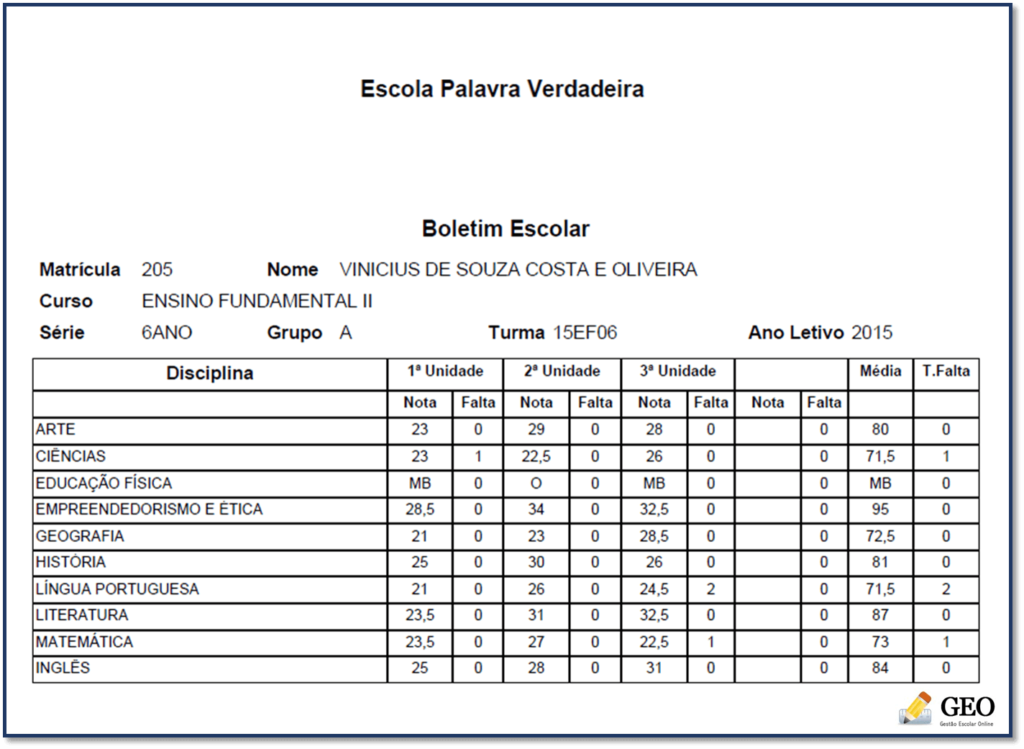 Escola Palavra Verdadeira
Boletim Escolar
Matrícula 205 Nome VINICIUS DE SOUZA COSTA E OLIVEIRA
Curso ENSINO FUNDAMENTAL II
Série 6ANO Grupo A Turma 15EF06 Ano Letivo 2015
Disciplina 1ª Unidade 2ª Unidade 3ª Unidade Média T.Falta
Nota Falta Nota Falta Nota Falta Nota Falta
ARTE 23 0 29 0 28 0 0 80 0
CIÊNCIAS 23 1 22,5 0 26 0 0 71,5 1
EDUCAÇÃO FÍSICA MB 0 O 0 MB 0 0 MB 0
EMPREENDEDORISMO E ÉTICA 28,5 0 34 0 32,5 0 0 95 0
GEOGRAFIA 21 0 23 0 28,5 0 0 72,5 0
HISTÓRIA 25 0 30 0 26 0 0 81 0
LÍNGUA PORTUGUESA 21 0 26 0 24,5 2 0 71,5 2
LITERATURA 23,5 0 31 0 32,5 0 0 87 0
MATEMÁTICA 23,5 0 27 0 22,5 1 0 73 1
INGLÊS 25 0 28 0 31 0 0 84 0
GEO
Gestão Escolar Online